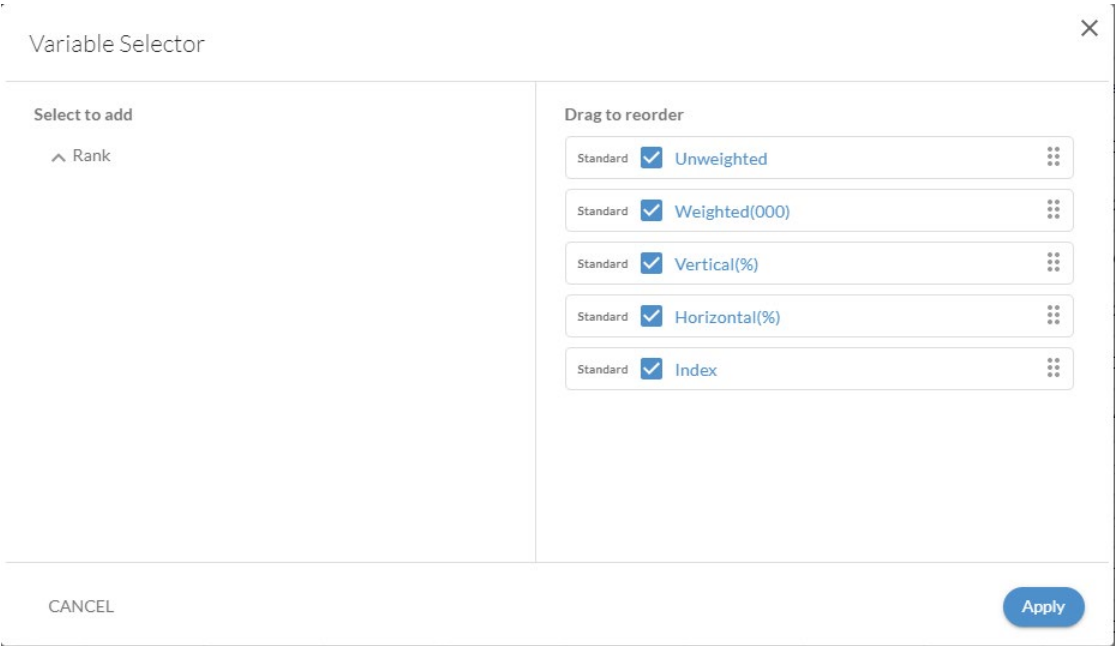 Variable Selector
Select to add
Rank
Drag to reorder
Standard Unweighted
Standard Weighted(000)
Standard Vertical(%)
Standard Horizontal(%)
Standard Index
CANCEL
Apply